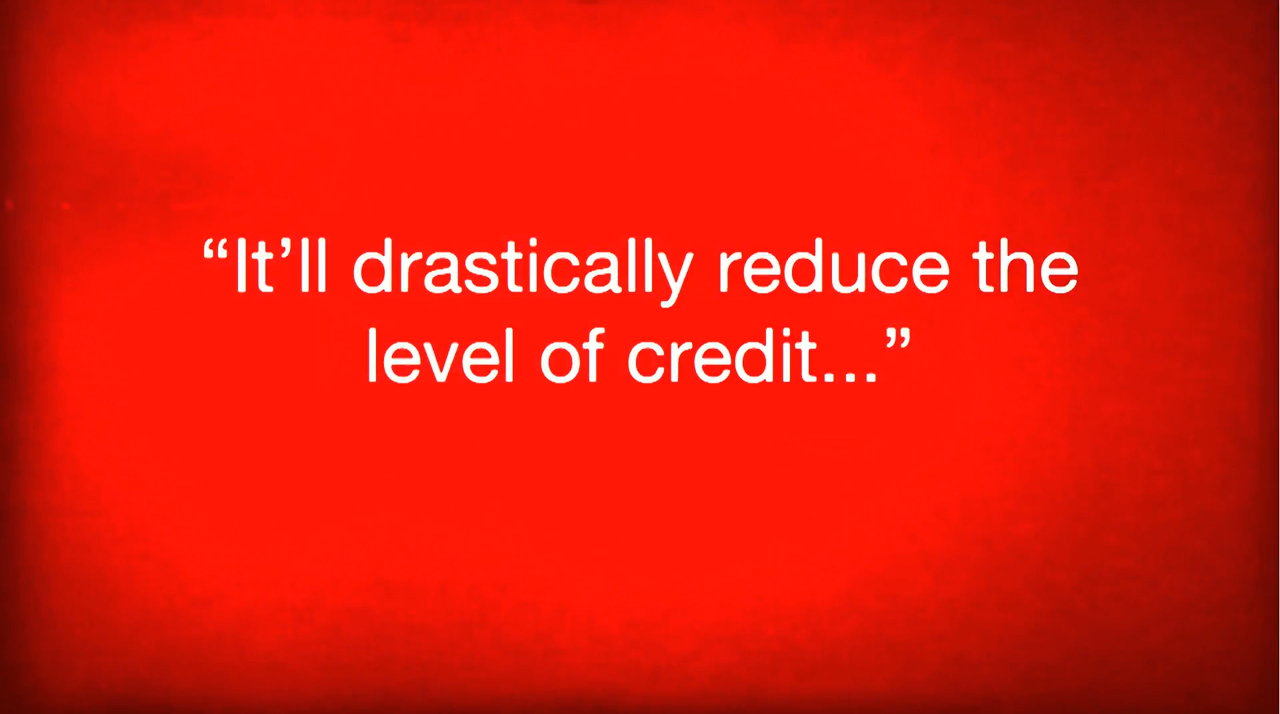 “It’ll drastically reduce the
level of credit...”